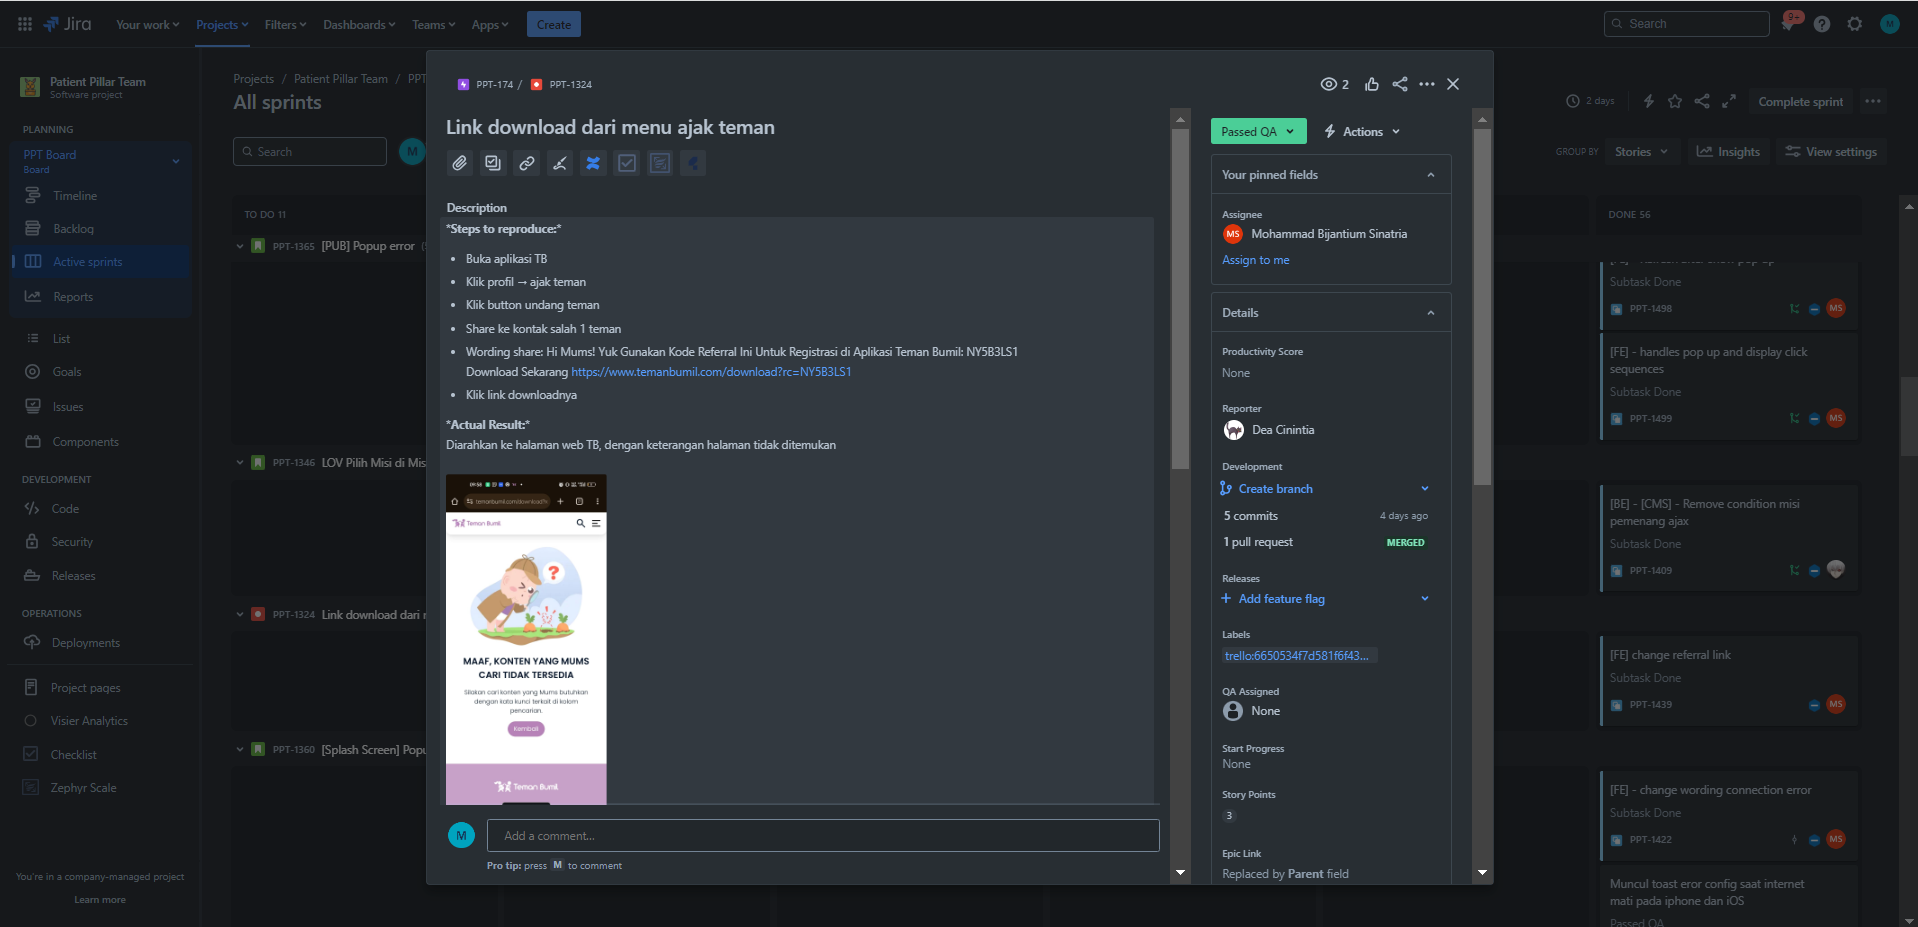 Jira
Your work
Projects
Filters
Dashboards
Teams
Apps
Create
Search
9+
M
Patient Pillar Team
Software project
PLANNING
PPT Board
Board
Timeline
Backlog
Active sprints
Reports
List
Goals
Issues
Components
DEVELOPMENT
Code
Security
Releases
OPERATIONS
Deployments
Project pages
Visier Analytics
Checklist
Zephyr Scale
You're in a company-managed project
Learn more
Projects / Patient Pillar Team / PPT
All sprints
Search
M
2 days
Complete sprint
GROUP BY
Stories
Insights
View settings
TO DO 11
PPT-1365 [PUB] Popup error
PPT-1346 LOV Pilih Misi di Mis
PPT-1324 Link download dari
PPT-1360 [Splash Screen] Popu
PPT-174 / PPT-1324
2
Link download dari menu ajak teman
Description
*Steps to reproduce:*
• Buka aplikasi TB
• Klik profil → ajak teman
• Klik button undang teman
• Share ke kontak salah 1 teman
• Wording share: Hi Mums! Yuk Gunakan Kode Referral Ini Untuk Registrasi di Aplikasi Teman Bumil: NY5B3LS1
Download Sekarang https://www.temanbumil.com/download?rc=NY5B3LS1
• Klik link downloadnya
*Actual Result:*
Diarahkan ke halaman web TB, dengan keterangan halaman tidak ditemukan
temanbumil.com/download?
Teman Bumil
?
MAAF, KONTEN YANG MUMS
CARI TIDAK TERSEDIA
Silakan cari konten yang Mums butuhkan
dengan kata kunci terkait di kolom
pencarian.
Kembali
Teman Bumil
M
Add a comment...
Pro tip: press M to comment
Passed QA
Actions
Your pinned fields
Assignee
MS Mohammad Bijantium Sinatria
Assign to me
Details
Productivity Score
None
Reporter
Dea Cinintia
Development
Create branch
5 commits
4 days ago
1 pull request
MERGED
Releases
+ Add feature flag
Labels
trello:6650534f7d581f6f43...
QA Assigned
None
Start Progress
None
Story Points
3
Epic Link
Replaced by Parent field
DONE 56
Subtask Done
PPT-1498
MS
[FE] - handles pop up and display click
sequences
Subtask Done
PPT-1499
MS
[BE] - [CMS] - Remove condition misi
pemenang ajax
Subtask Done
PPT-1409
[FE] change referral link
Subtask Done
PPT-1439
MS
[FE] - change wording connection error
Subtask Done
PPT-1422
MS
Muncul toast eror config saat internet
mati pada iphone dan iOS
Passed QA